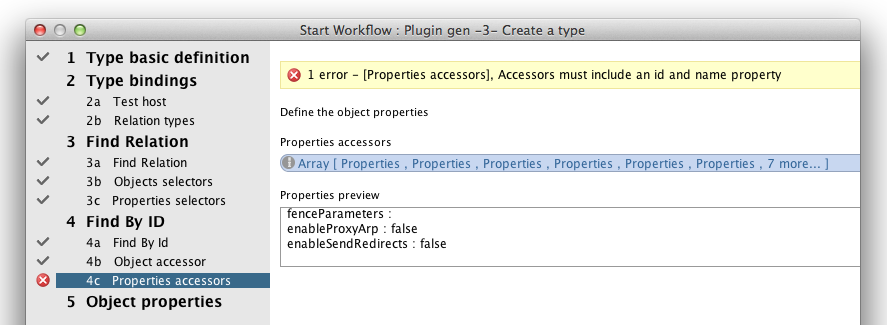 Start Workflow : Plugin gen -3- Create a type
1 Type basic definition
2 Type bindings
2a Test host
2b Relation types
3 Find Relation
3a Find Relation
3b Objects selectors
3c Properties selectors
4 Find By ID
4a Find By Id
4b Object accessor
4c Properties accessors
5 Object properties
1 error - [Properties accessors], Accessors must include an id and name property
Define the object properties
Properties accessors
Array [ Properties , Properties , Properties , Properties , Properties , Properties , 7 more... ]
Properties preview
fenceParameters :
enableProxyArp : false
enableSendRedirects : false